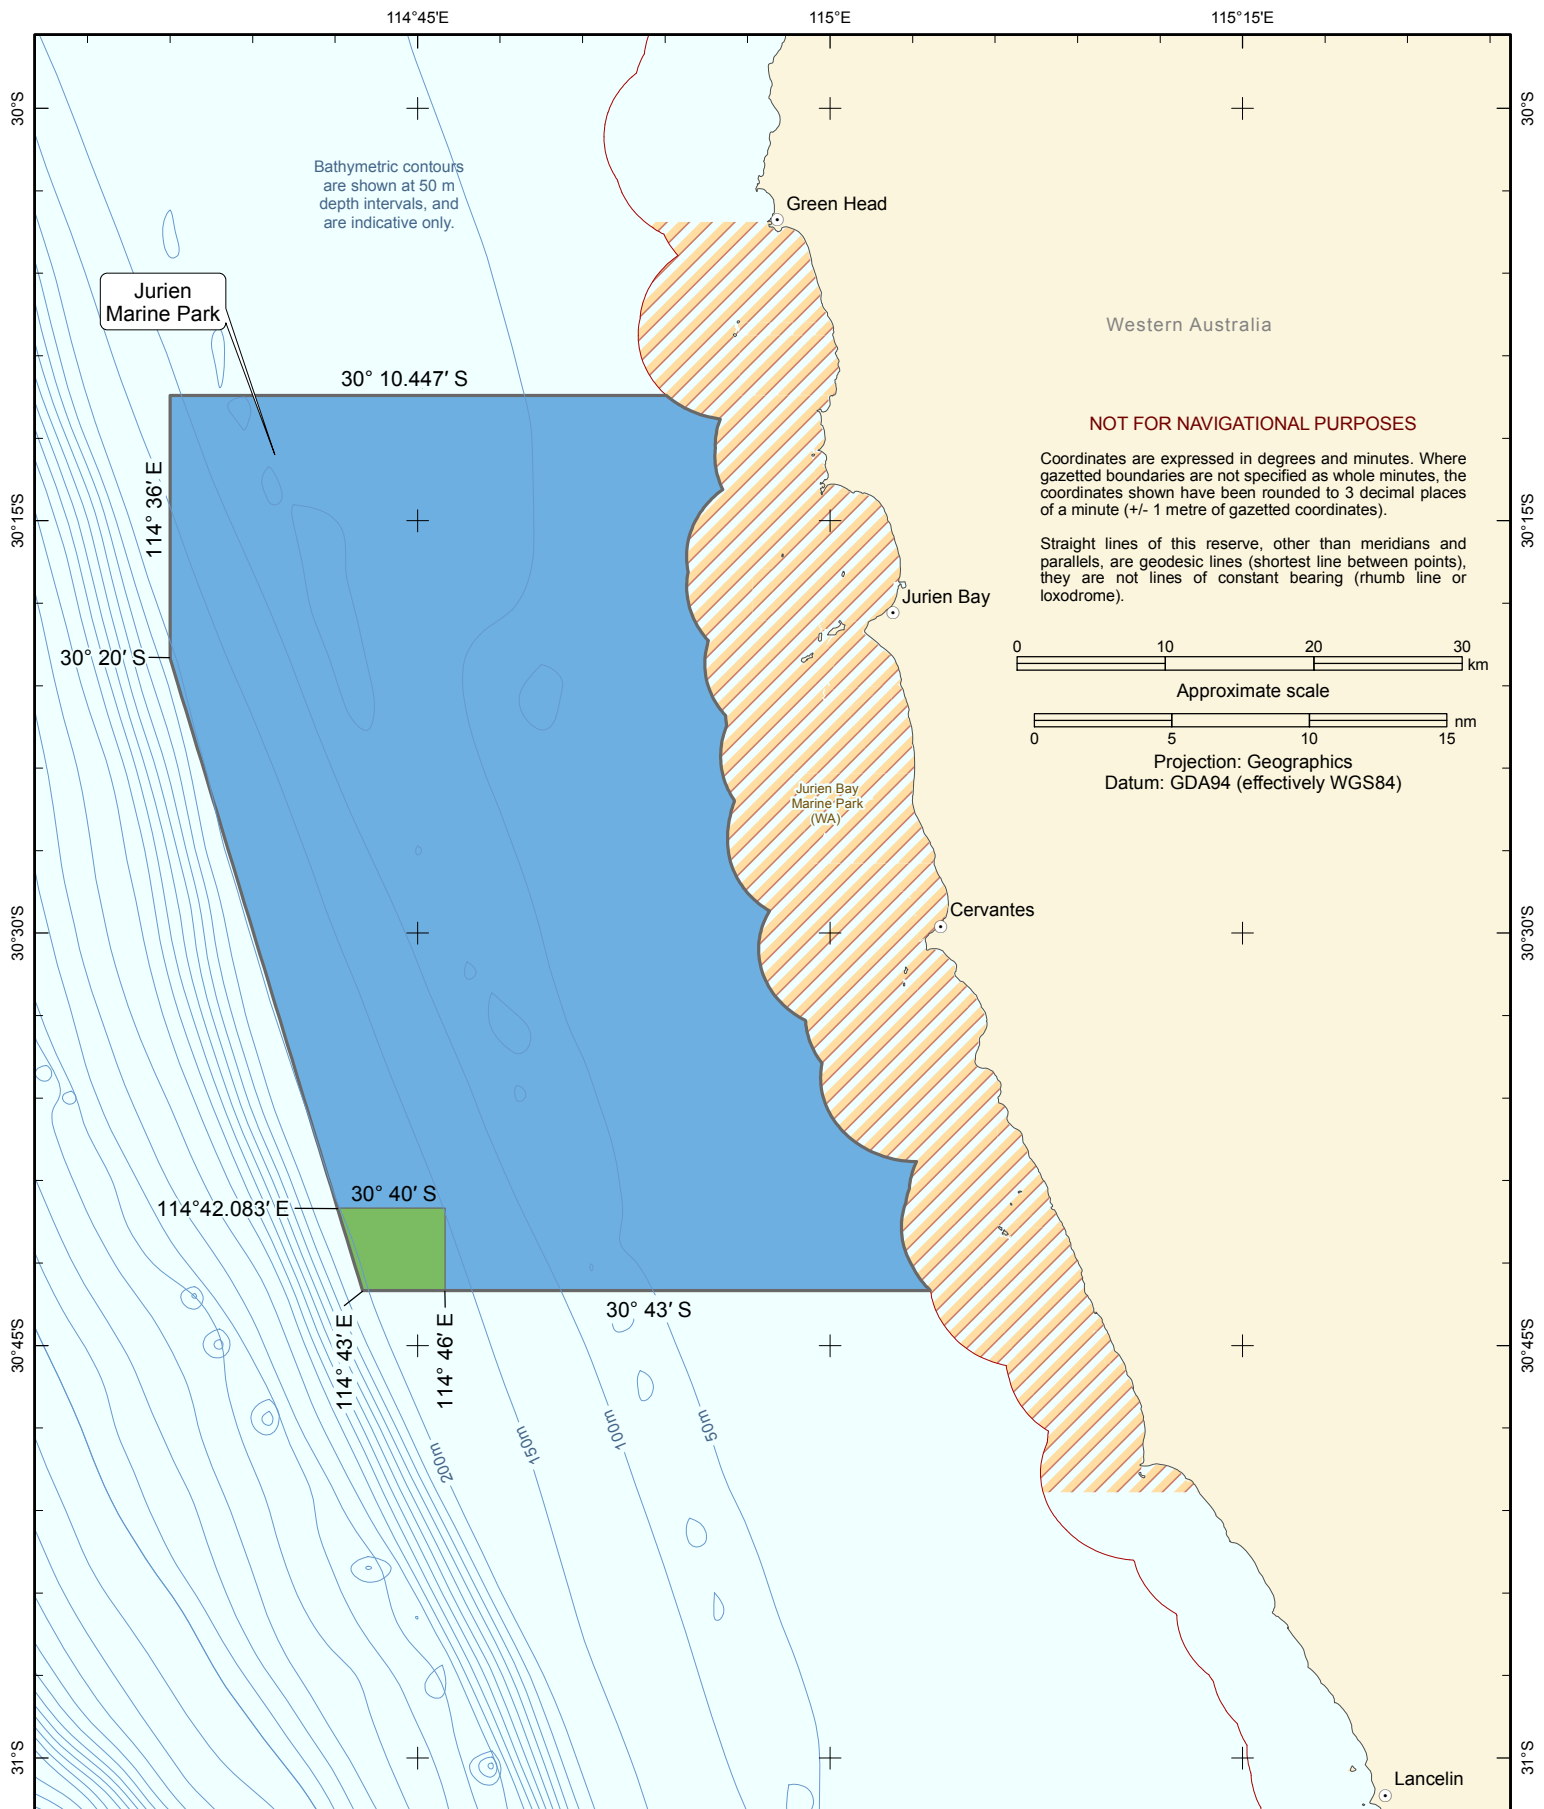 114°45'E
115°E
115°15'E
30°S
30°S
Bathymetric contours
are shown at 50 m
depth intervals, and
are indicative only.
Green Head
Jurien
Marine Park
Western Australia
30° 10.447′ S
NOT FOR NAVIGATIONAL PURPOSES
Coordinates are expressed in degrees and minutes. Where
gazetted boundaries are not specified as whole minutes, the
coordinates shown have been rounded to 3 decimal places
of a minute (+/- 1 metre of gazetted coordinates).
114° 36′ E
30°15'S
30°15'S
Straight lines of this reserve, other than meridians and
parallels, are geodesic lines (shortest line between points),
they are not lines of constant bearing (rhumb line or
loxodrome).
Jurien Bay
30° 20′ S
0 10 20 30
km
Approximate scale
nm
0 5 10 15
Projection: Geographics
Datum: GDA94 (effectively WGS84)
Jurien Bay
Marine Park
(WA)
Cervantes
30°30'S
30°30'S
30° 40′ S
114°42.083′ E
30° 43′ S
30°45'S
30°45'S
114° 43′ E
114° 46′ E
200m
150m
100m
50m
31°S
31°S
Lancelin